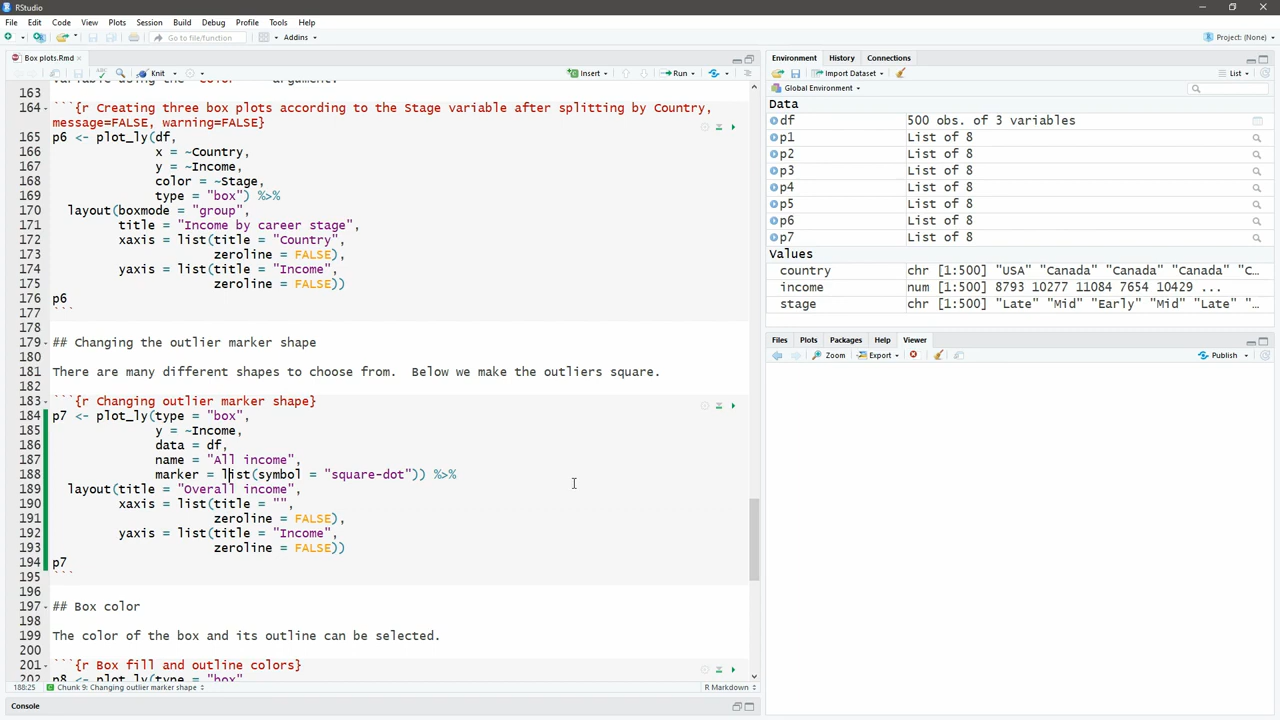 RStudio
File Edit Code View Plots Session Build Debug Profile Tools Help
Go to file/function Addins Project: (None)
Box plots.Rmd
Knit Insert Run
163
164 ```{r Creating three box plots according to the Stage variable after splitting by Country,
message=FALSE, warning=FALSE}
165 p6 <- plot_ly(df,
166 x = ~Country,
167 y = ~Income,
168 color = ~Stage,
169 type = "box") %>%
170 layout(boxmode = "group",
171 title = "Income by career stage",
172 xaxis = list(title = "Country",
173 zeroline = FALSE),
174 yaxis = list(title = "Income",
175 zeroline = FALSE))
176 p6
177 ```
178
179 ## Changing the outlier marker shape
180
181 There are many different shapes to choose from.  Below we make the outliers square.
182
183 ```{r Changing outlier marker shape}
184 p7 <- plot_ly(type = "box",
185 y = ~Income,
186 data = df,
187 name = "All income",
188 marker = list(symbol = "square-dot")) %>%
189 layout(title = "Overall income",
190 xaxis = list(title = "",
191 zeroline = FALSE),
192 yaxis = list(title = "Income",
193 zeroline = FALSE))
194 p7
195 ```
196
197 ## Box color
198
199 The color of the box and its outline can be selected.
200
201 ```{r Box fill and outline colors}
202 p8 <- plot_ly(type = "box"
188:25 Chunk 9: Changing outlier marker shape R Markdown
Console
Environment History Connections
Import Dataset List
Global Environment
Data
df 500 obs. of 3 variables
p1 List of 8
p2 List of 8
p3 List of 8
p4 List of 8
p5 List of 8
p6 List of 8
p7 List of 8
Values
country chr [1:500] "USA" "Canada" "Canada" "Canada" "C…
income num [1:500] 8793 10277 11084 7654 10429 ...
stage chr [1:500] "Late" "Mid" "Early" "Mid" "Late" "…
Files Plots Packages Help Viewer
Zoom Export Publish